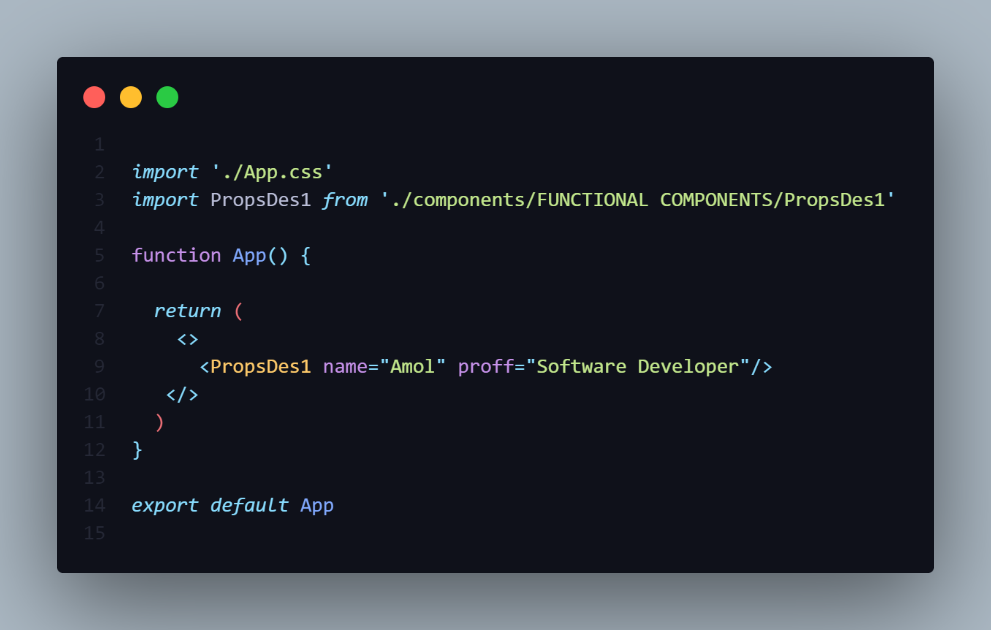 1
2 import './App.css'
3 import PropsDes1 from './components/FUNCTIONAL COMPONENTS/PropsDes1'
4
5 function App() {
6
7   return (
8     <>
9       <PropsDes1 name="Amol" proff="Software Developer"/>
10    </>
11   )
12 }
13
14 export default App
15